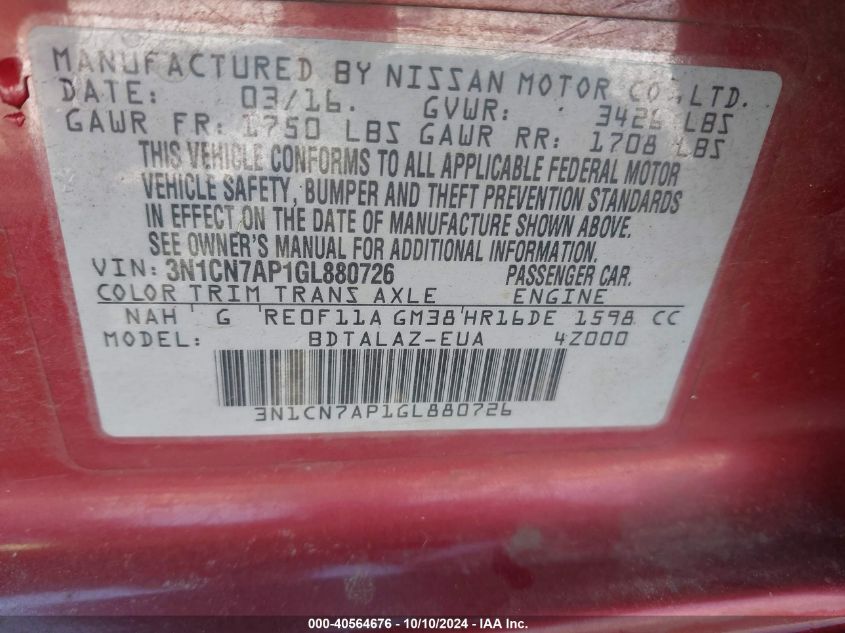 MANUFACTURED BY NISSAN MOTOR CO.,LTD.
DATE: 03/16. GVWR: 3426 LBS
GAWR FR: 1750 LBS GAWR RR: 1708 LBS
THIS VEHICLE CONFORMS TO ALL APPLICABLE FEDERAL MOTOR
VEHICLE SAFETY, BUMPER AND THEFT PREVENTION STANDARDS
IN EFFECT ON THE DATE OF MANUFACTURE SHOWN ABOVE.
SEE OWNER'S MANUAL FOR ADDITIONAL INFORMATION.
VIN: 3N1CN7AP1GL880726 PASSENGER CAR.
COLOR TRIM TRANS AXLE ENGINE
NAH G RE0F11A GM38 HR16DE 1598 CC
MODEL: BDTALAZ-EUA 4Z000
3N1CN7AP1GL880726
000-40564676 - 10/10/2024 - IAA Inc.